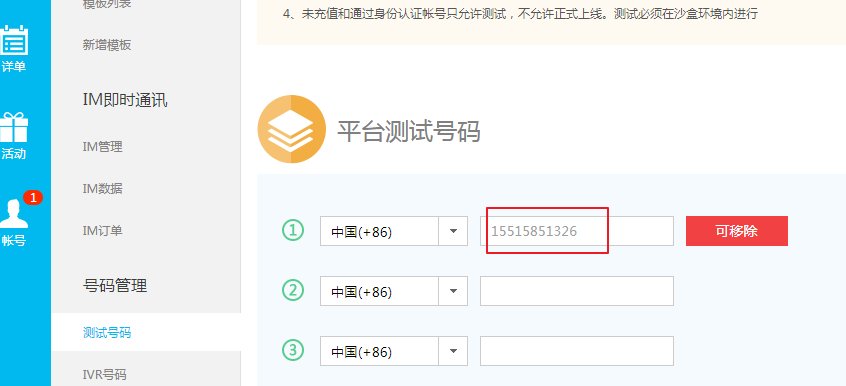 模板列表
4、未充值和通过身份认证帐号只允许测试，不允许正式上线。测试必须在沙盒环境内进行
新增模板
详单
IM即时通讯
平台测试号码
IM管理
活动
IM数据
1
帐号
IM订单
① 中国(+86) 15515851326 可移除
号码管理
② 中国(+86)
测试号码
③ 中国(+86)
IVR号码